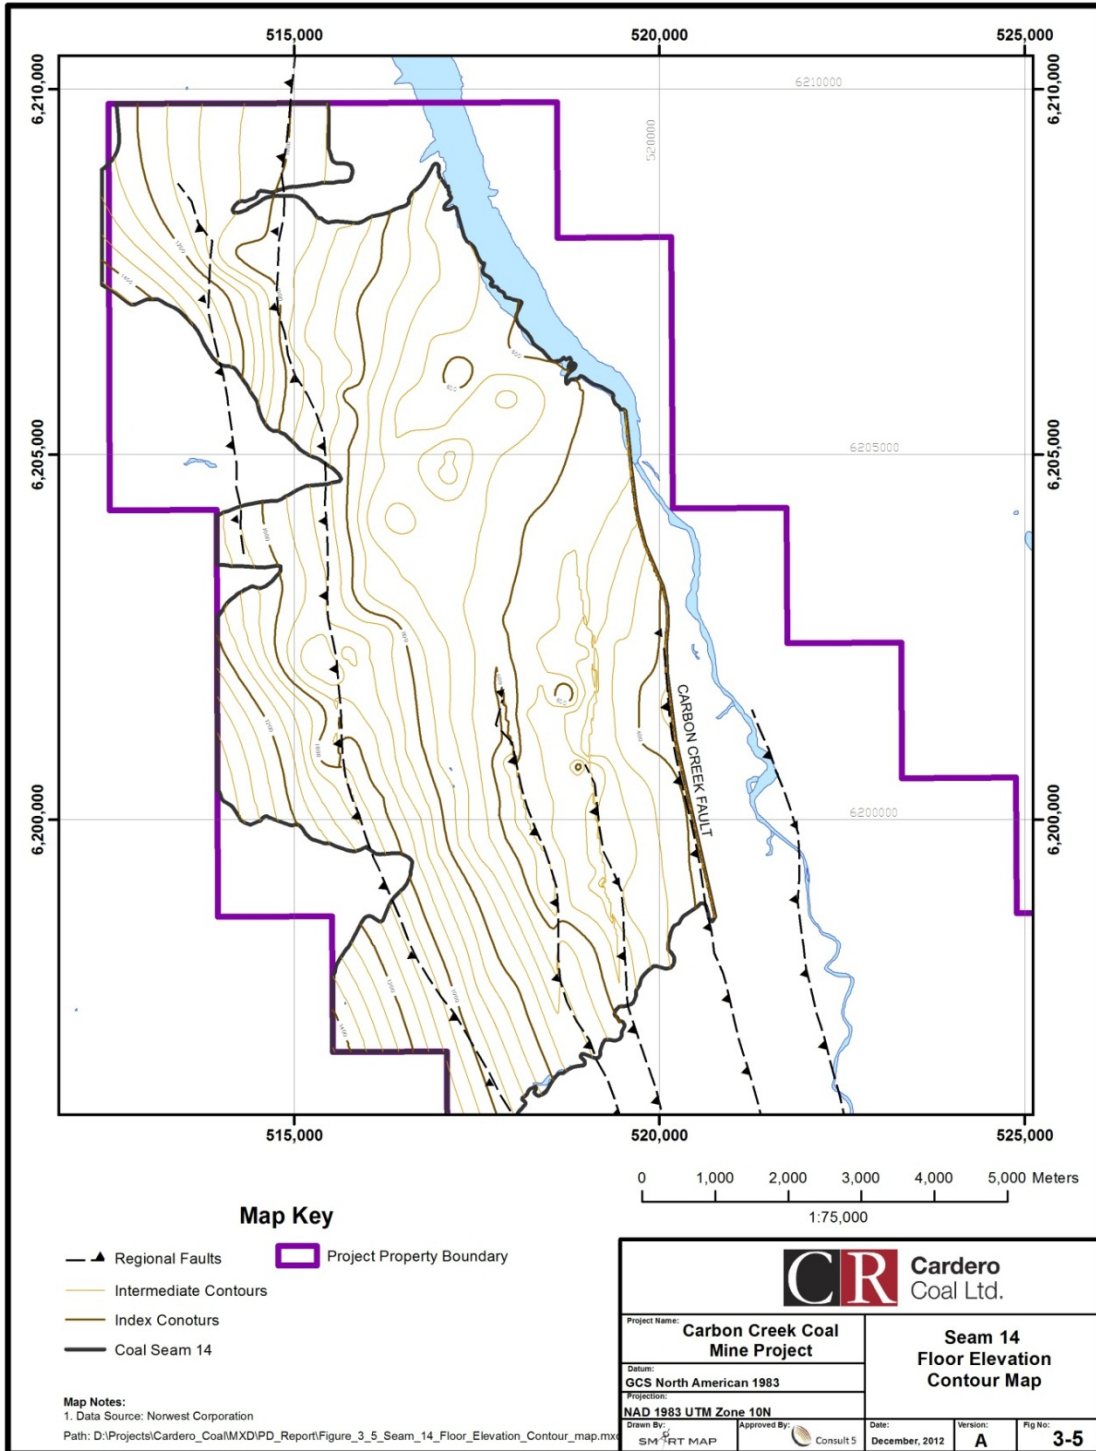 515,000
520,000
525,000
6,210,000
6210000
6,210,000
520000
6,205,000
6205000
6,205,000
CARBON CREEK FAULT
6,200,000
6200000
6,200,000
515,000
520,000
525,000
0 1,000 2,000 3,000 4,000 5,000 Meters
1:75,000
Map Key
Regional Faults
Project Property Boundary
Intermediate Contours
Index Conoturs
Coal Seam 14
Map Notes:
1. Data Source: Norwest Corporation
Path: D:\Projects\Cardero_Coal\MXD\PD_Report\Figure_3_5_Seam_14_Floor_Elevation_Contour_map.mxd
CR Cardero
Coal Ltd.
Project Name:
Carbon Creek Coal
Mine Project
Seam 14
Floor Elevation
Contour Map
Datum:
GCS North American 1983
Projection:
NAD 1983 UTM Zone 10N
Drawn By:
SMART MAP
Approved By:
Consult 5
Date:
December, 2012
Version:
A
Fig No:
3-5